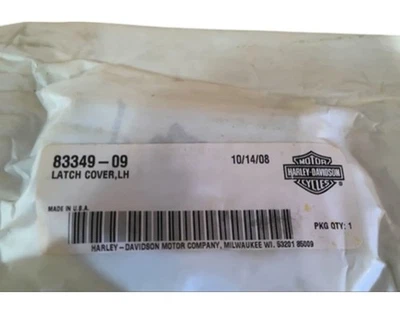 83349-09
10/14/08
LATCH COVER,LH
MOTOR
HARLEY-DAVIDSON
CYCLES
MADE IN U.S.A.
PKG QTY: 1
HARLEY-DAVIDSON MOTOR COMPANY, MILWAUKEE WI. 53201 85009